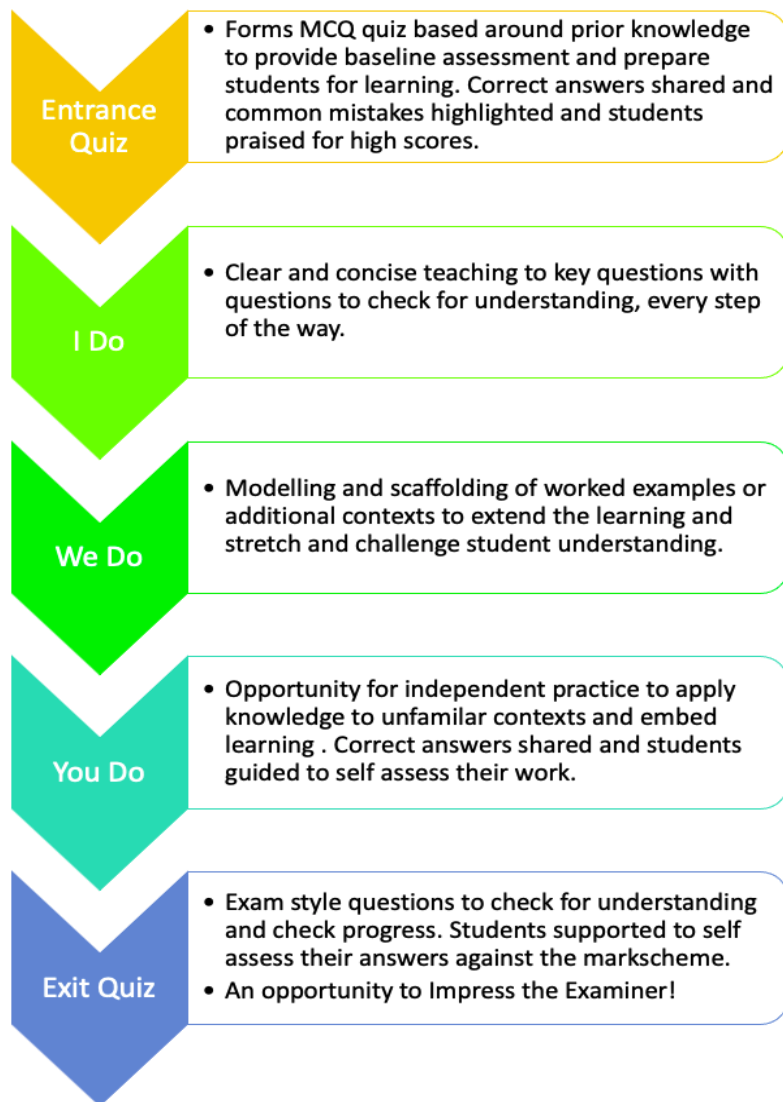 Entrance
Quiz
• Forms MCQ quiz based around prior knowledge
to provide baseline assessment and prepare
students for learning. Correct answers shared and
common mistakes highlighted and students
praised for high scores.
I Do
• Clear and concise teaching to key questions with
questions to check for understanding, every step
of the way.
We Do
• Modelling and scaffolding of worked examples or
additional contexts to extend the learning and
stretch and challenge student understanding.
You Do
• Opportunity for independent practice to apply
knowledge to unfamilar contexts and embed
learning . Correct answers shared and students
guided to self assess their work.
Exit Quiz
• Exam style questions to check for understanding
and check progress. Students supported to self
assess their answers against the markscheme.
• An opportunity to Impress the Examiner!